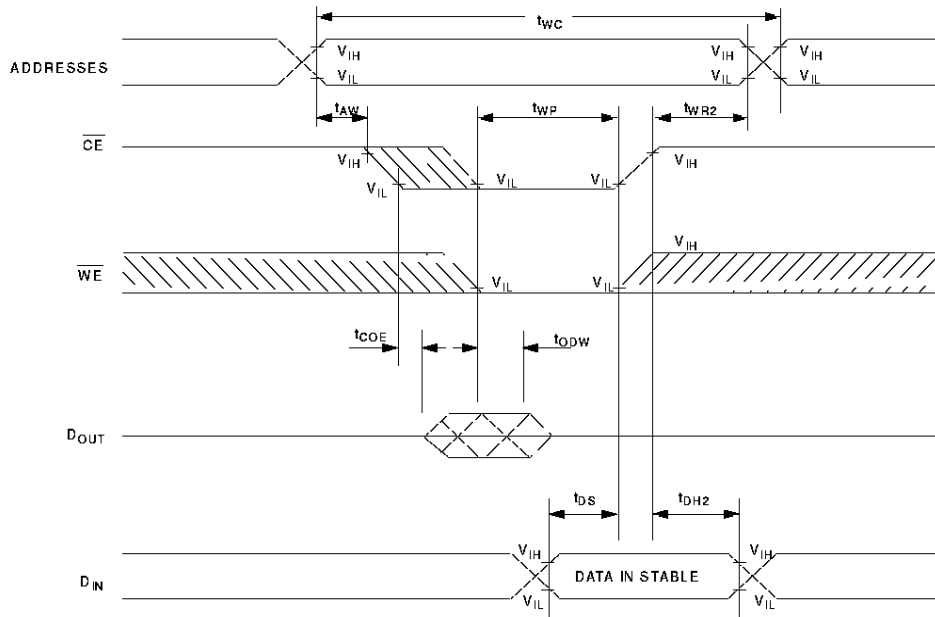 tWC
ADDRESSES
VIH VIH VIH
VIL VIL VIL
tAW tWP tWR2
CE
VIH
VIL VIL VIL VIL
WE
VIH
VIL VIL
tCOE tODW
DOUT
tDS tDH2
DIN
VIH DATA IN STABLE VIH
VIL VIL